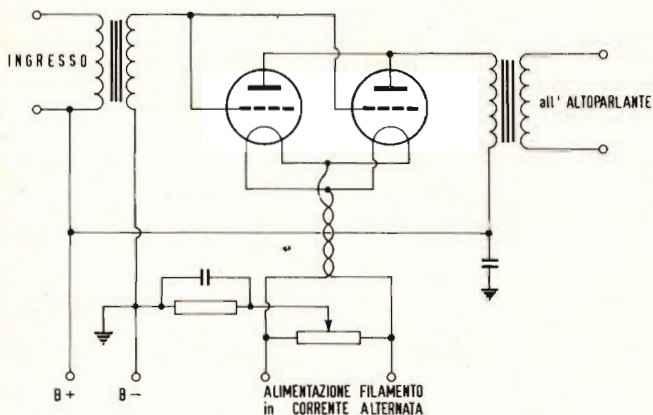 INGRESSO
all' ALTOPARLANTE
B+
B-
ALIMENTAZIONE FILAMENTO
in CORRENTE ALTERNATA